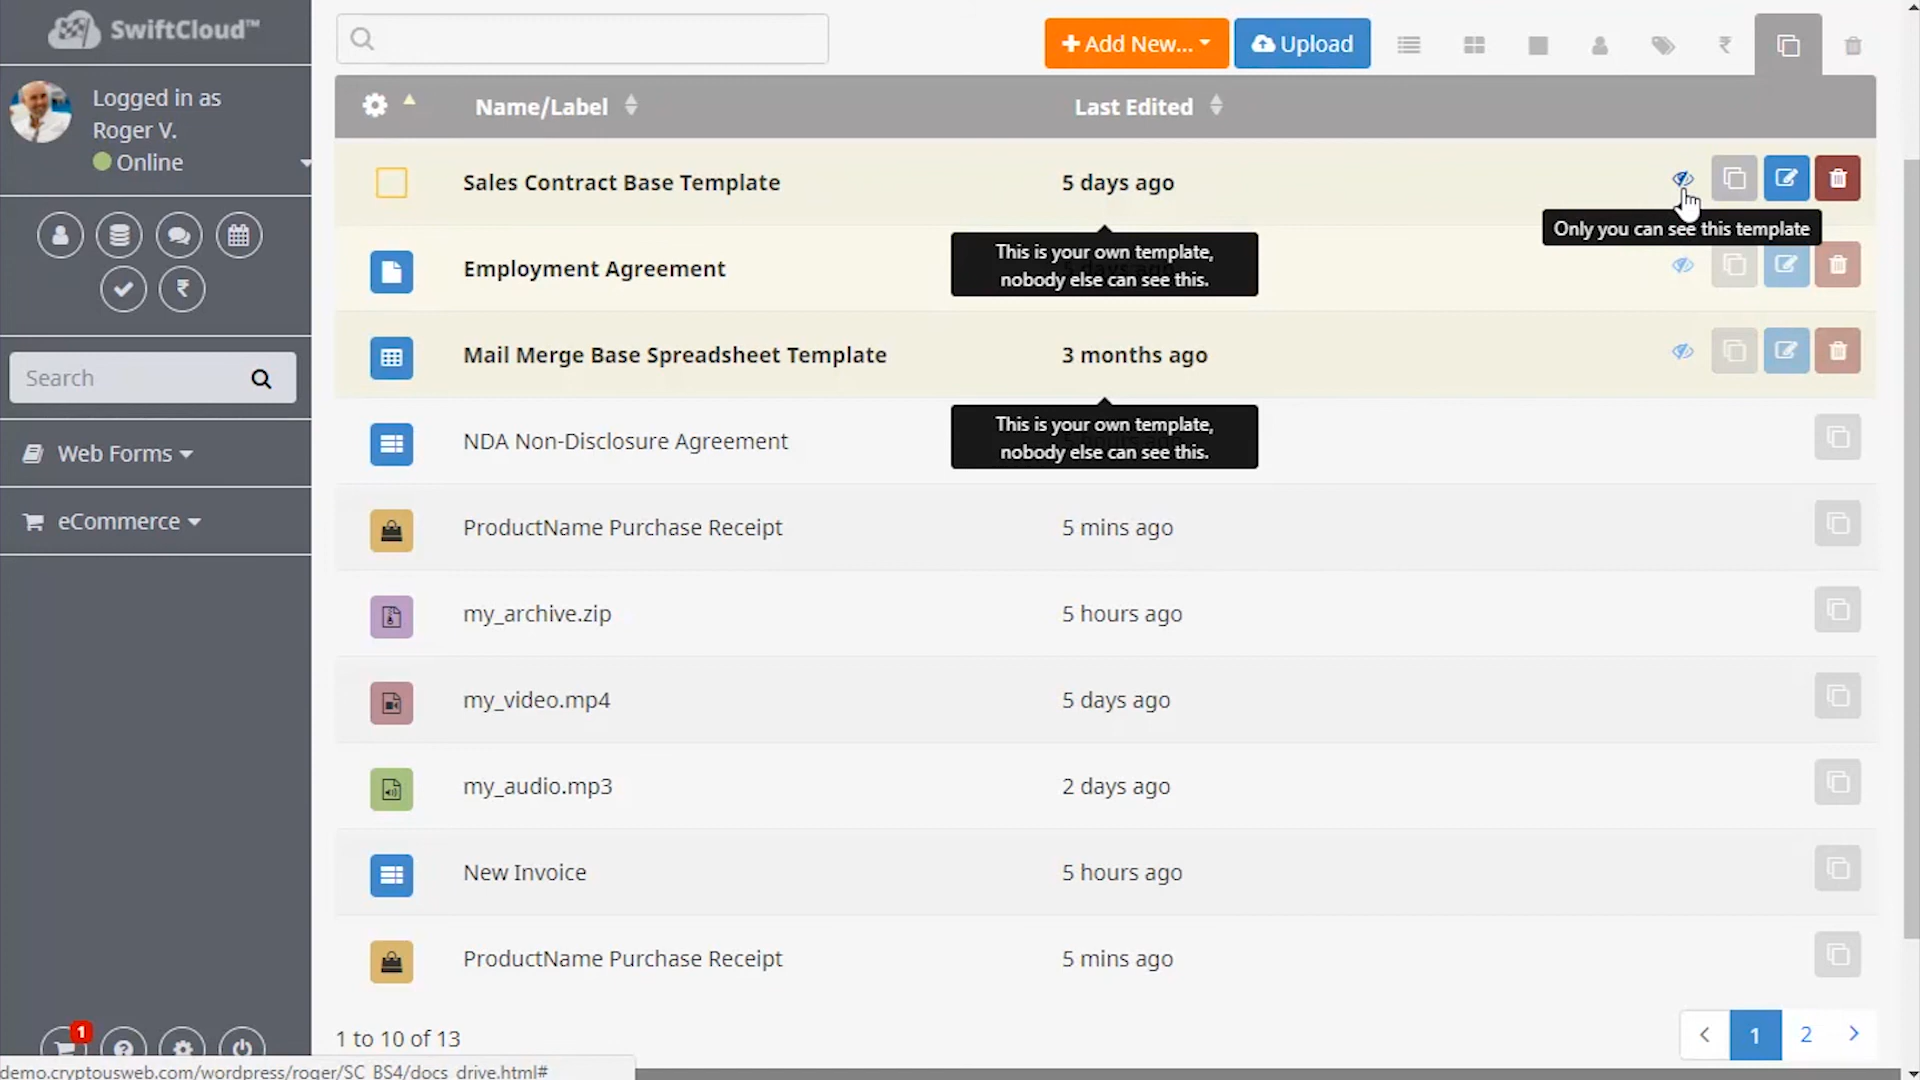 SwiftCloud™
Logged in as
Roger V.
Online
Search
Web Forms
eCommerce
1
Add New...
Upload
₹
₹
Name/Label
Last Edited
Sales Contract Base Template
5 days ago
Only you can see this template
This is your own template,
nobody else can see this.
Employment Agreement
Mail Merge Base Spreadsheet Template
3 months ago
This is your own template,
nobody else can see this.
NDA Non-Disclosure Agreement
ProductName Purchase Receipt
5 mins ago
my_archive.zip
5 hours ago
my_video.mp4
5 days ago
my_audio.mp3
2 days ago
New Invoice
5 hours ago
ProductName Purchase Receipt
5 mins ago
1 to 10 of 13
1
2
demo.cryptousweb.com/wordpress/roger/SC_BS4/docs_drive.html#